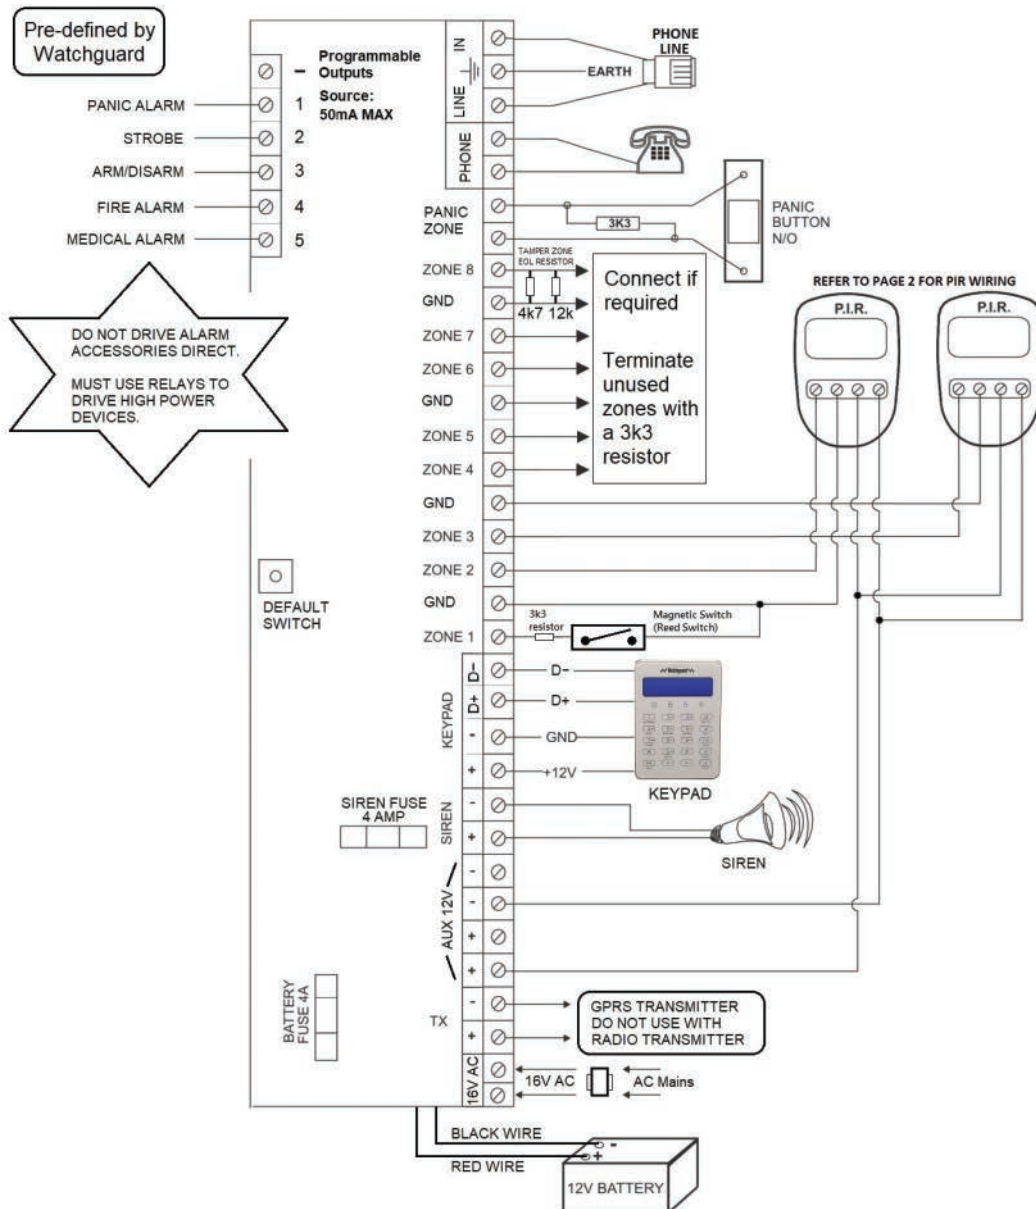 Pre-defined by
Watchguard
Programmable
Outputs
Source:
50mA MAX
–
PANIC ALARM
1
STROBE
2
ARM/DISARM
3
FIRE ALARM
4
MEDICAL ALARM
5
DO NOT DRIVE ALARM
ACCESSORIES DIRECT.
MUST USE RELAYS TO
DRIVE HIGH POWER
DEVICES.
DEFAULT
SWITCH
SIREN FUSE
4 AMP
BATTERY
FUSE 4A
LINE IN
PHONE
PANIC
ZONE
ZONE 8
GND
ZONE 7
ZONE 6
GND
ZONE 5
ZONE 4
GND
ZONE 3
ZONE 2
GND
ZONE 1
KEYPAD
D–
D+
-
+
SIREN
-
+
AUX 12V
-
-
+
+
TX
-
+
16V AC
PHONE
LINE
EARTH
3K3
PANIC
BUTTON
N/O
TAMPER ZONE
EOL RESISTOR
4k7 12k
Connect if
required
Terminate
unused
zones with
a 3k3
resistor
REFER TO PAGE 2 FOR PIR WIRING
P.I.R.
P.I.R.
3k3
resistor
Magnetic Switch
(Reed Switch)
D–
D+
GND
+12V
KEYPAD
SIREN
GPRS TRANSMITTER
DO NOT USE WITH
RADIO TRANSMITTER
16V AC
AC Mains
BLACK WIRE
RED WIRE
-
+
12V BATTERY